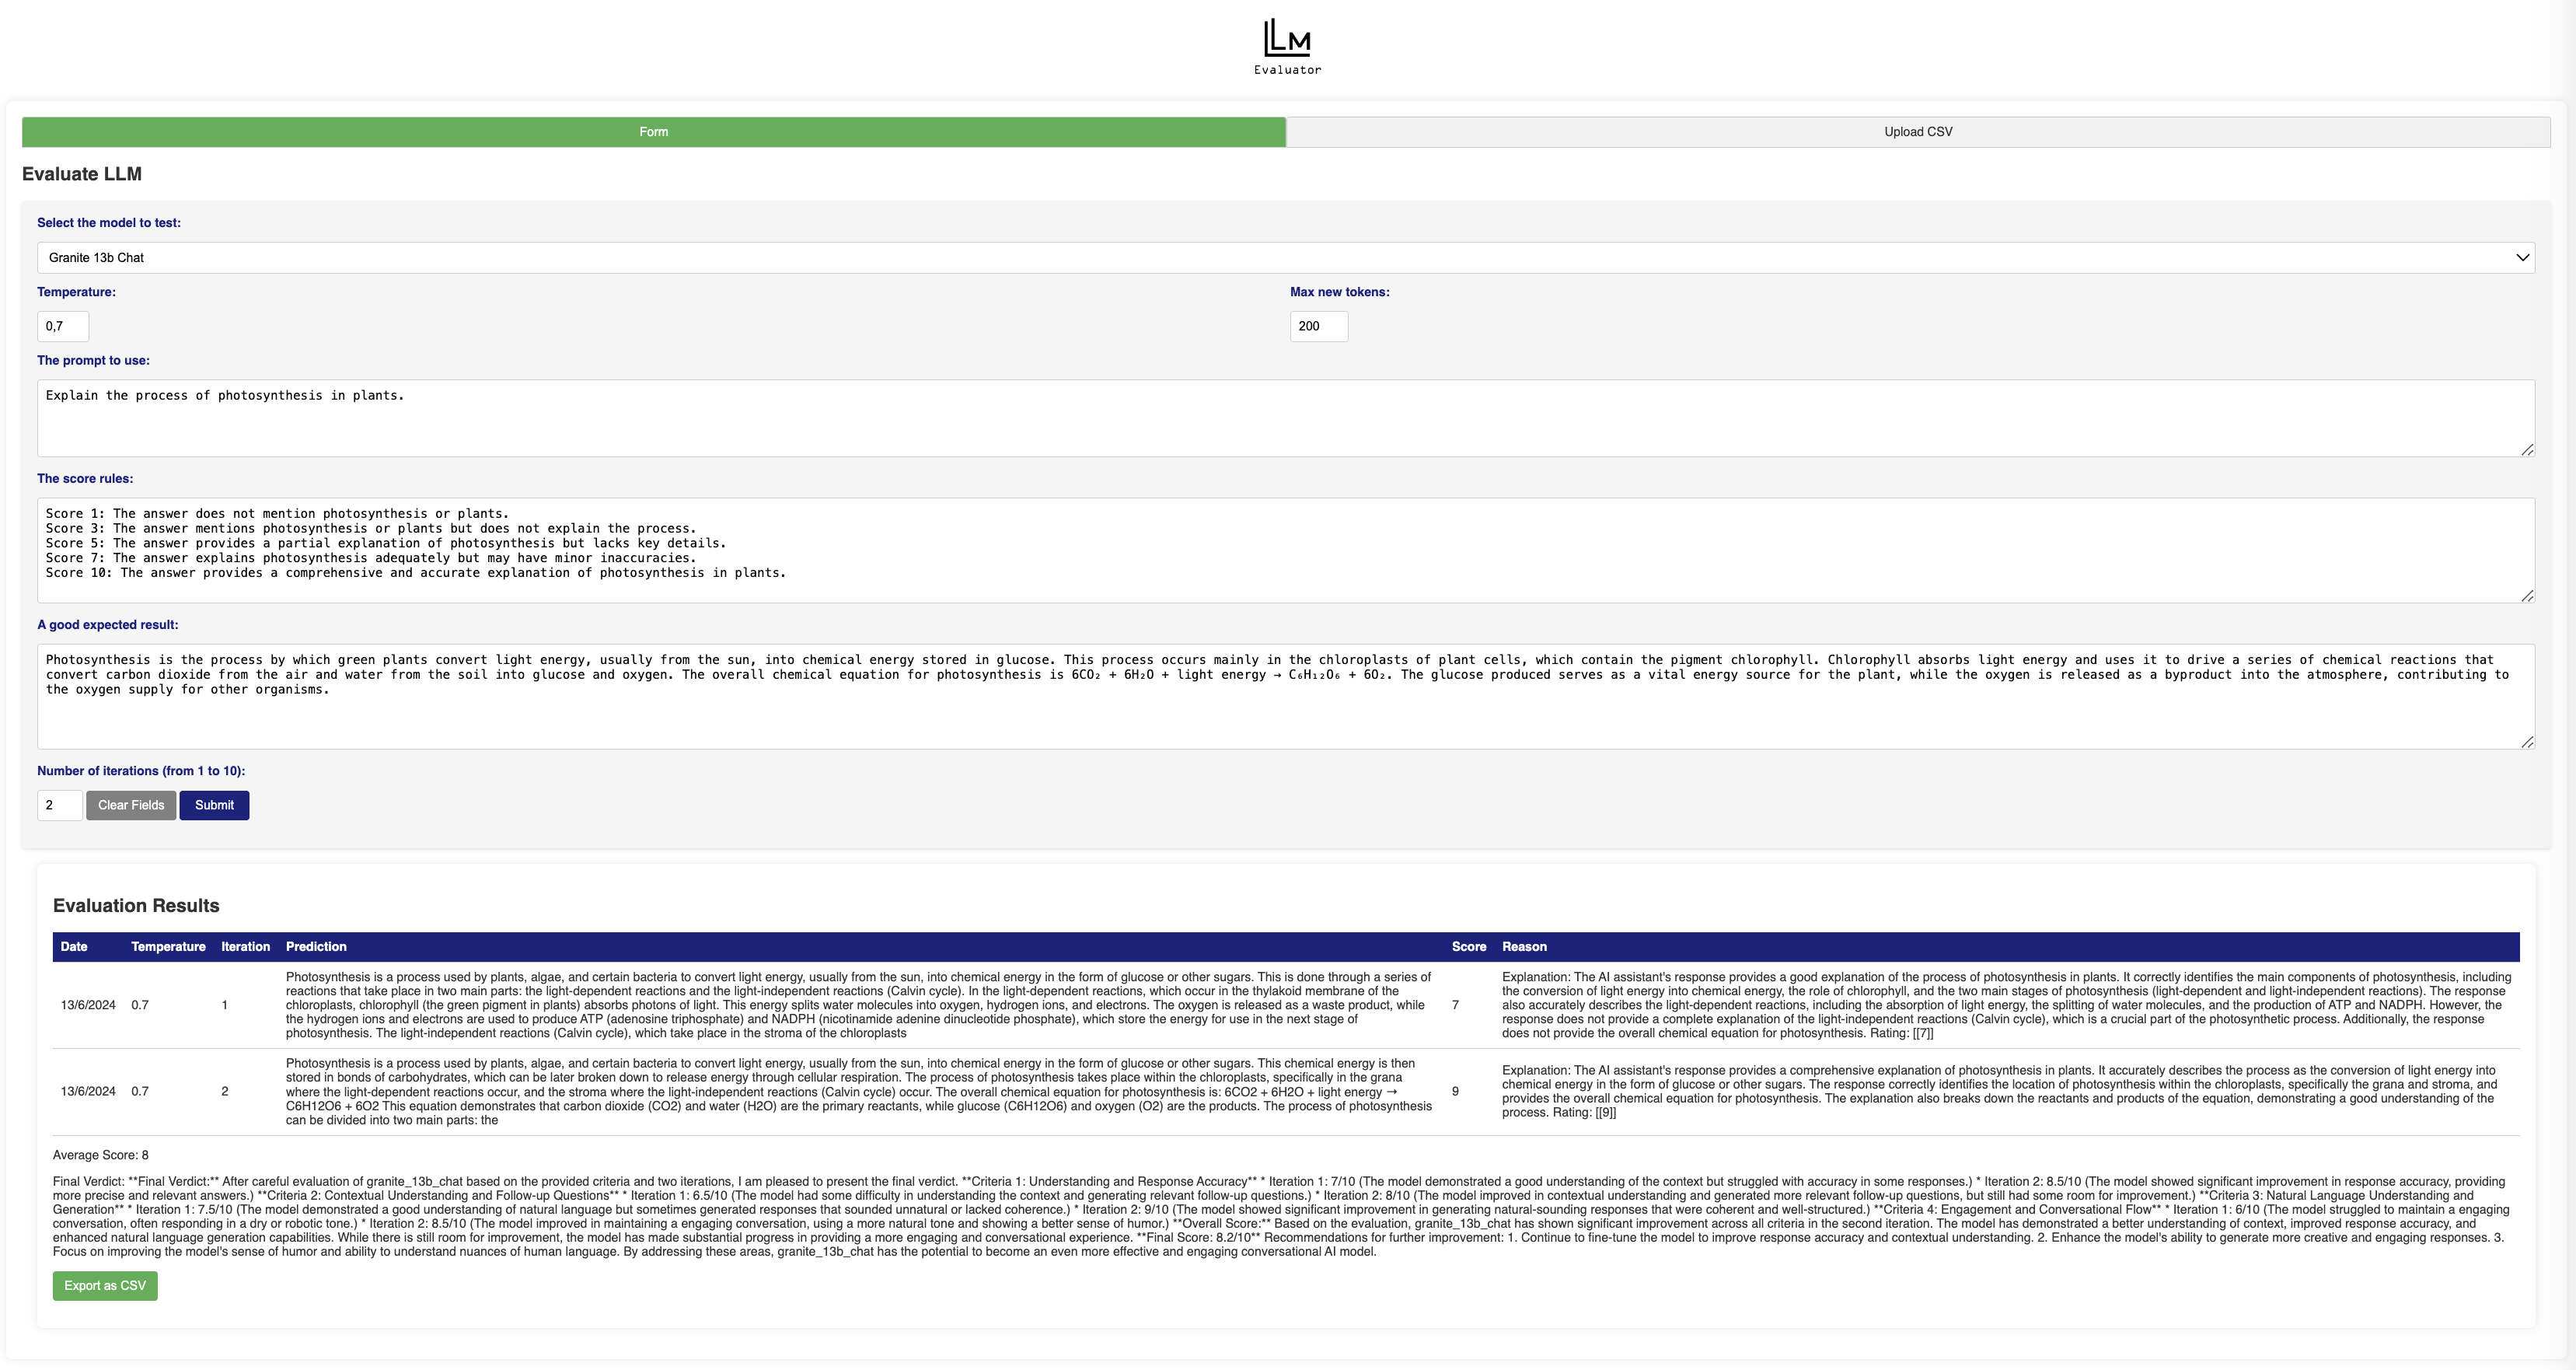 LLM
Evaluator
Form
Upload CSV
Evaluate LLM
Select the model to test:
Granite 13b Chat
Temperature:
Max new tokens:
0,7
200
The prompt to use:
Explain the process of photosynthesis in plants.
The score rules:
Score 1: The answer does not mention photosynthesis or plants.
Score 3: The answer mentions photosynthesis or plants but does not explain the process.
Score 5: The answer provides a partial explanation of photosynthesis but lacks key details.
Score 7: The answer explains photosynthesis adequately but may have minor inaccuracies.
Score 10: The answer provides a comprehensive and accurate explanation of photosynthesis in plants.
A good expected result:
Photosynthesis is the process by which green plants convert light energy, usually from the sun, into chemical energy stored in glucose. This process occurs mainly in the chloroplasts of plant cells, which contain the pigment chlorophyll. Chlorophyll absorbs light energy and uses it to drive a series of chemical reactions that
convert carbon dioxide from the air and water from the soil into glucose and oxygen. The overall chemical equation for photosynthesis is 6CO₂ + 6H₂O + light energy → C₆H₁₂O₆ + 6O₂. The glucose produced serves as a vital energy source for the plant, while the oxygen is released as a byproduct into the atmosphere, contributing to
the oxygen supply for other organisms.
Number of iterations (from 1 to 10):
2
Clear Fields
Submit
Evaluation Results
Date Temperature Iteration Prediction Score Reason
13/6/2024 0.7 1
Photosynthesis is a process used by plants, algae, and certain bacteria to convert light energy, usually from the sun, into chemical energy in the form of glucose or other sugars. This is done through a series of
reactions that take place in two main parts: the light-dependent reactions and the light-independent reactions (Calvin cycle). In the light-dependent reactions, which occur in the thylakoid membrane of the
chloroplasts, chlorophyll (the green pigment in plants) absorbs photons of light. This energy splits water molecules into oxygen, hydrogen ions, and electrons. The oxygen is released as a waste product, while
the hydrogen ions and electrons are used to produce ATP (adenosine triphosphate) and NADPH (nicotinamide adenine dinucleotide phosphate), which store the energy for use in the next stage of
photosynthesis. The light-independent reactions (Calvin cycle), which take place in the stroma of the chloroplasts
7
Explanation: The AI assistant's response provides a good explanation of the process of photosynthesis in plants. It correctly identifies the main components of photosynthesis, including
the conversion of light energy into chemical energy, the role of chlorophyll, and the two main stages of photosynthesis (light-dependent and light-independent reactions). The response
also accurately describes the light-dependent reactions, including the absorption of light energy, the splitting of water molecules, and the production of ATP and NADPH. However, the
response does not provide a complete explanation of the light-independent reactions (Calvin cycle), which is a crucial part of the photosynthetic process. Additionally, the response
does not provide the overall chemical equation for photosynthesis. Rating: [[7]]
13/6/2024 0.7 2
Photosynthesis is a process used by plants, algae, and certain bacteria to convert light energy, usually from the sun, into chemical energy in the form of glucose or other sugars. This chemical energy is then
stored in bonds of carbohydrates, which can be later broken down to release energy through cellular respiration. The process of photosynthesis takes place within the chloroplasts, specifically in the grana
where the light-dependent reactions occur, and the stroma where the light-independent reactions (Calvin cycle) occur. The overall chemical equation for photosynthesis is: 6CO2 + 6H2O + light energy →
C6H12O6 + 6O2 This equation demonstrates that carbon dioxide (CO2) and water (H2O) are the primary reactants, while glucose (C6H12O6) and oxygen (O2) are the products. The process of photosynthesis
can be divided into two main parts: the
9
Explanation: The AI assistant's response provides a comprehensive explanation of photosynthesis in plants. It accurately describes the process as the conversion of light energy into
chemical energy in the form of glucose or other sugars. The response correctly identifies the location of photosynthesis within the chloroplasts, specifically the grana and stroma, and
provides the overall chemical equation for photosynthesis. The explanation also breaks down the reactants and products of the equation, demonstrating a good understanding of the
process. Rating: [[9]]
Average Score: 8
Final Verdict: **Final Verdict:** After careful evaluation of granite_13b_chat based on the provided criteria and two iterations, I am pleased to present the final verdict. **Criteria 1: Understanding and Response Accuracy** * Iteration 1: 7/10 (The model demonstrated a good understanding of the context but struggled with accuracy in some responses.) * Iteration 2: 8.5/10 (The model showed significant improvement in response accuracy, providing
more precise and relevant answers.) **Criteria 2: Contextual Understanding and Follow-up Questions** * Iteration 1: 6.5/10 (The model had some difficulty in understanding the context and generating relevant follow-up questions.) * Iteration 2: 8/10 (The model improved in contextual understanding and generated more relevant follow-up questions, but still had some room for improvement.) **Criteria 3: Natural Language Understanding and
Generation** * Iteration 1: 7.5/10 (The model demonstrated a good understanding of natural language but sometimes generated responses that sounded unnatural or lacked coherence.) * Iteration 2: 9/10 (The model showed significant improvement in generating natural-sounding responses that were coherent and well-structured.) **Criteria 4: Engagement and Conversational Flow** * Iteration 1: 6/10 (The model struggled to maintain a engaging
conversation, often responding in a dry or robotic tone.) * Iteration 2: 8.5/10 (The model improved in maintaining a engaging conversation, using a more natural tone and showing a better sense of humor.) **Overall Score:** Based on the evaluation, granite_13b_chat has shown significant improvement across all criteria in the second iteration. The model has demonstrated a better understanding of context, improved response accuracy, and
enhanced natural language generation capabilities. While there is still room for improvement, the model has made substantial progress in providing a more engaging and conversational experience. **Final Score: 8.2/10** Recommendations for further improvement: 1. Continue to fine-tune the model to improve response accuracy and contextual understanding. 2. Enhance the model's ability to generate more creative and engaging responses. 3.
Focus on improving the model's sense of humor and ability to understand nuances of human language. By addressing these areas, granite_13b_chat has the potential to become an even more effective and engaging conversational AI model.
Export as CSV